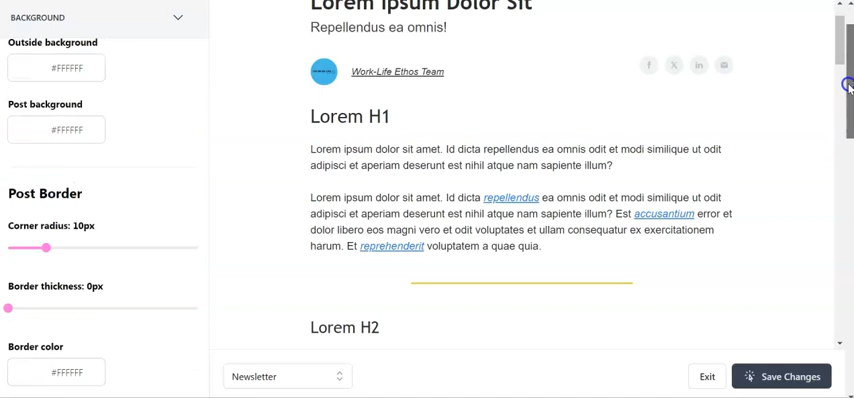 BACKGROUND
Outside background
#FFFFFF
Post background
#FFFFFF
Post Border
Corner radius: 10px
Border thickness: 0px
Border color
#FFFFFF
Lorem Ipsum Dolor Sit
Repellendus ea omnis!
Work-Life Ethos Team
Lorem H1
Lorem ipsum dolor sit amet. Id dicta repellendus ea omnis odit et modi similique ut odit
adipisci et aperiam deserunt est nihil atque nam sapiente illum?
Lorem ipsum dolor sit amet. Id dicta repellendus ea omnis odit et modi similique ut odit
adipisci et aperiam deserunt est nihil atque nam sapiente illum? Est accusantium error et
dolor libero eos magni vero et odit voluptates et ullam consequatur ex exercitationem
harum. Et reprehenderit voluptatem a quae quia.
Lorem H2
Newsletter
Exit
Save Changes